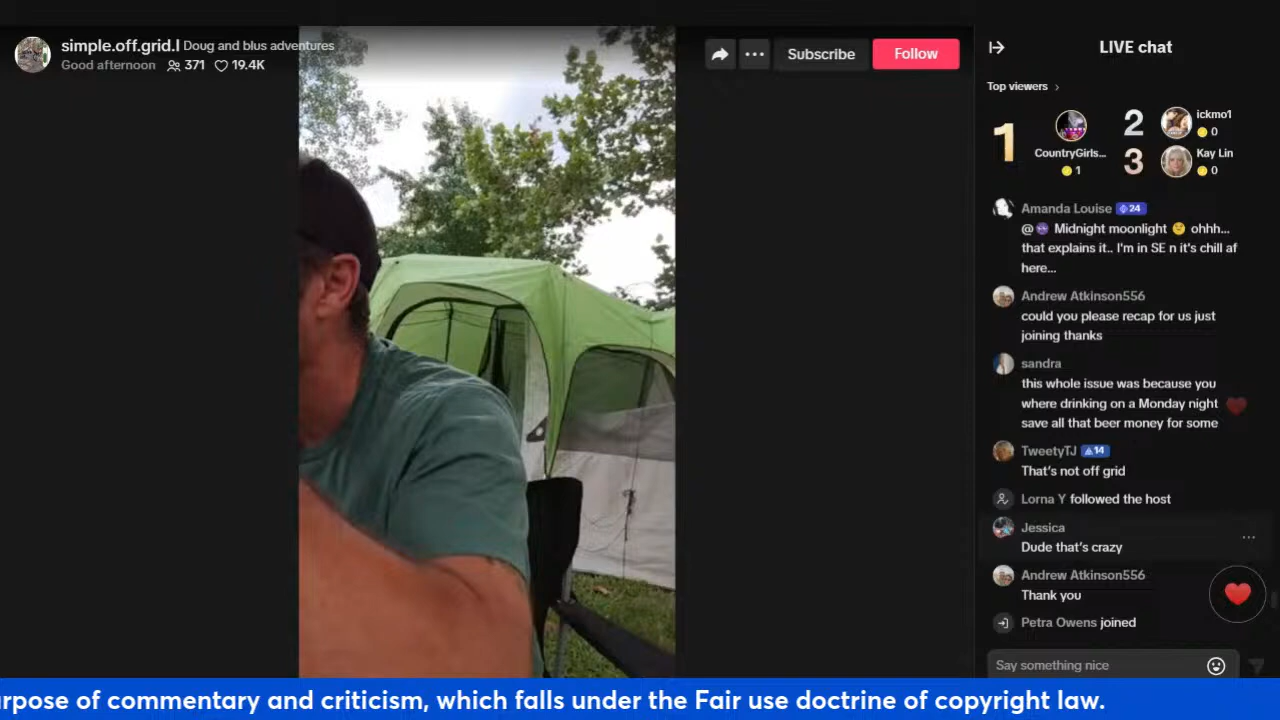 simple.off.grid.l Doug and blus adventures
Good afternoon 371 19.4K
Subscribe
Follow
LIVE chat
Top viewers
1
CountryGirls...
1
2
ickmo1
0
3
Kay Lin
0
Amanda Louise 24
@ Midnight moonlight ohhh...
that explains it.. I'm in SE n it's chill af
here...
Andrew Atkinson556
could you please recap for us just
joining thanks
sandra
this whole issue was because you
where drinking on a Monday night
save all that beer money for some
TweetyTJ 14
That's not off grid
Lorna Y followed the host
Jessica
Dude that's crazy
Andrew Atkinson556
Thank you
Petra Owens joined
Say something nice
rpose of commentary and criticism, which falls under the Fair use doctrine of copyright law.